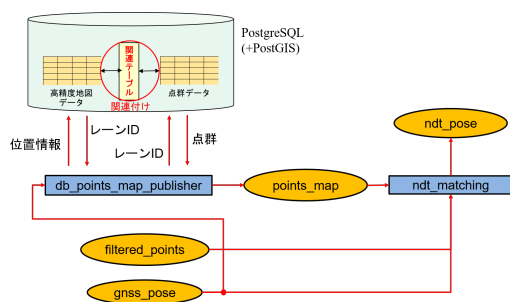 PostgreSQL
(+PostGIS)
関連テーブル
高精度地図
データ
点群データ
関連付け
位置情報
レーンID
レーンID
点群
ndt_pose
db_points_map_publisher
points_map
ndt_matching
filtered_points
gnss_pose